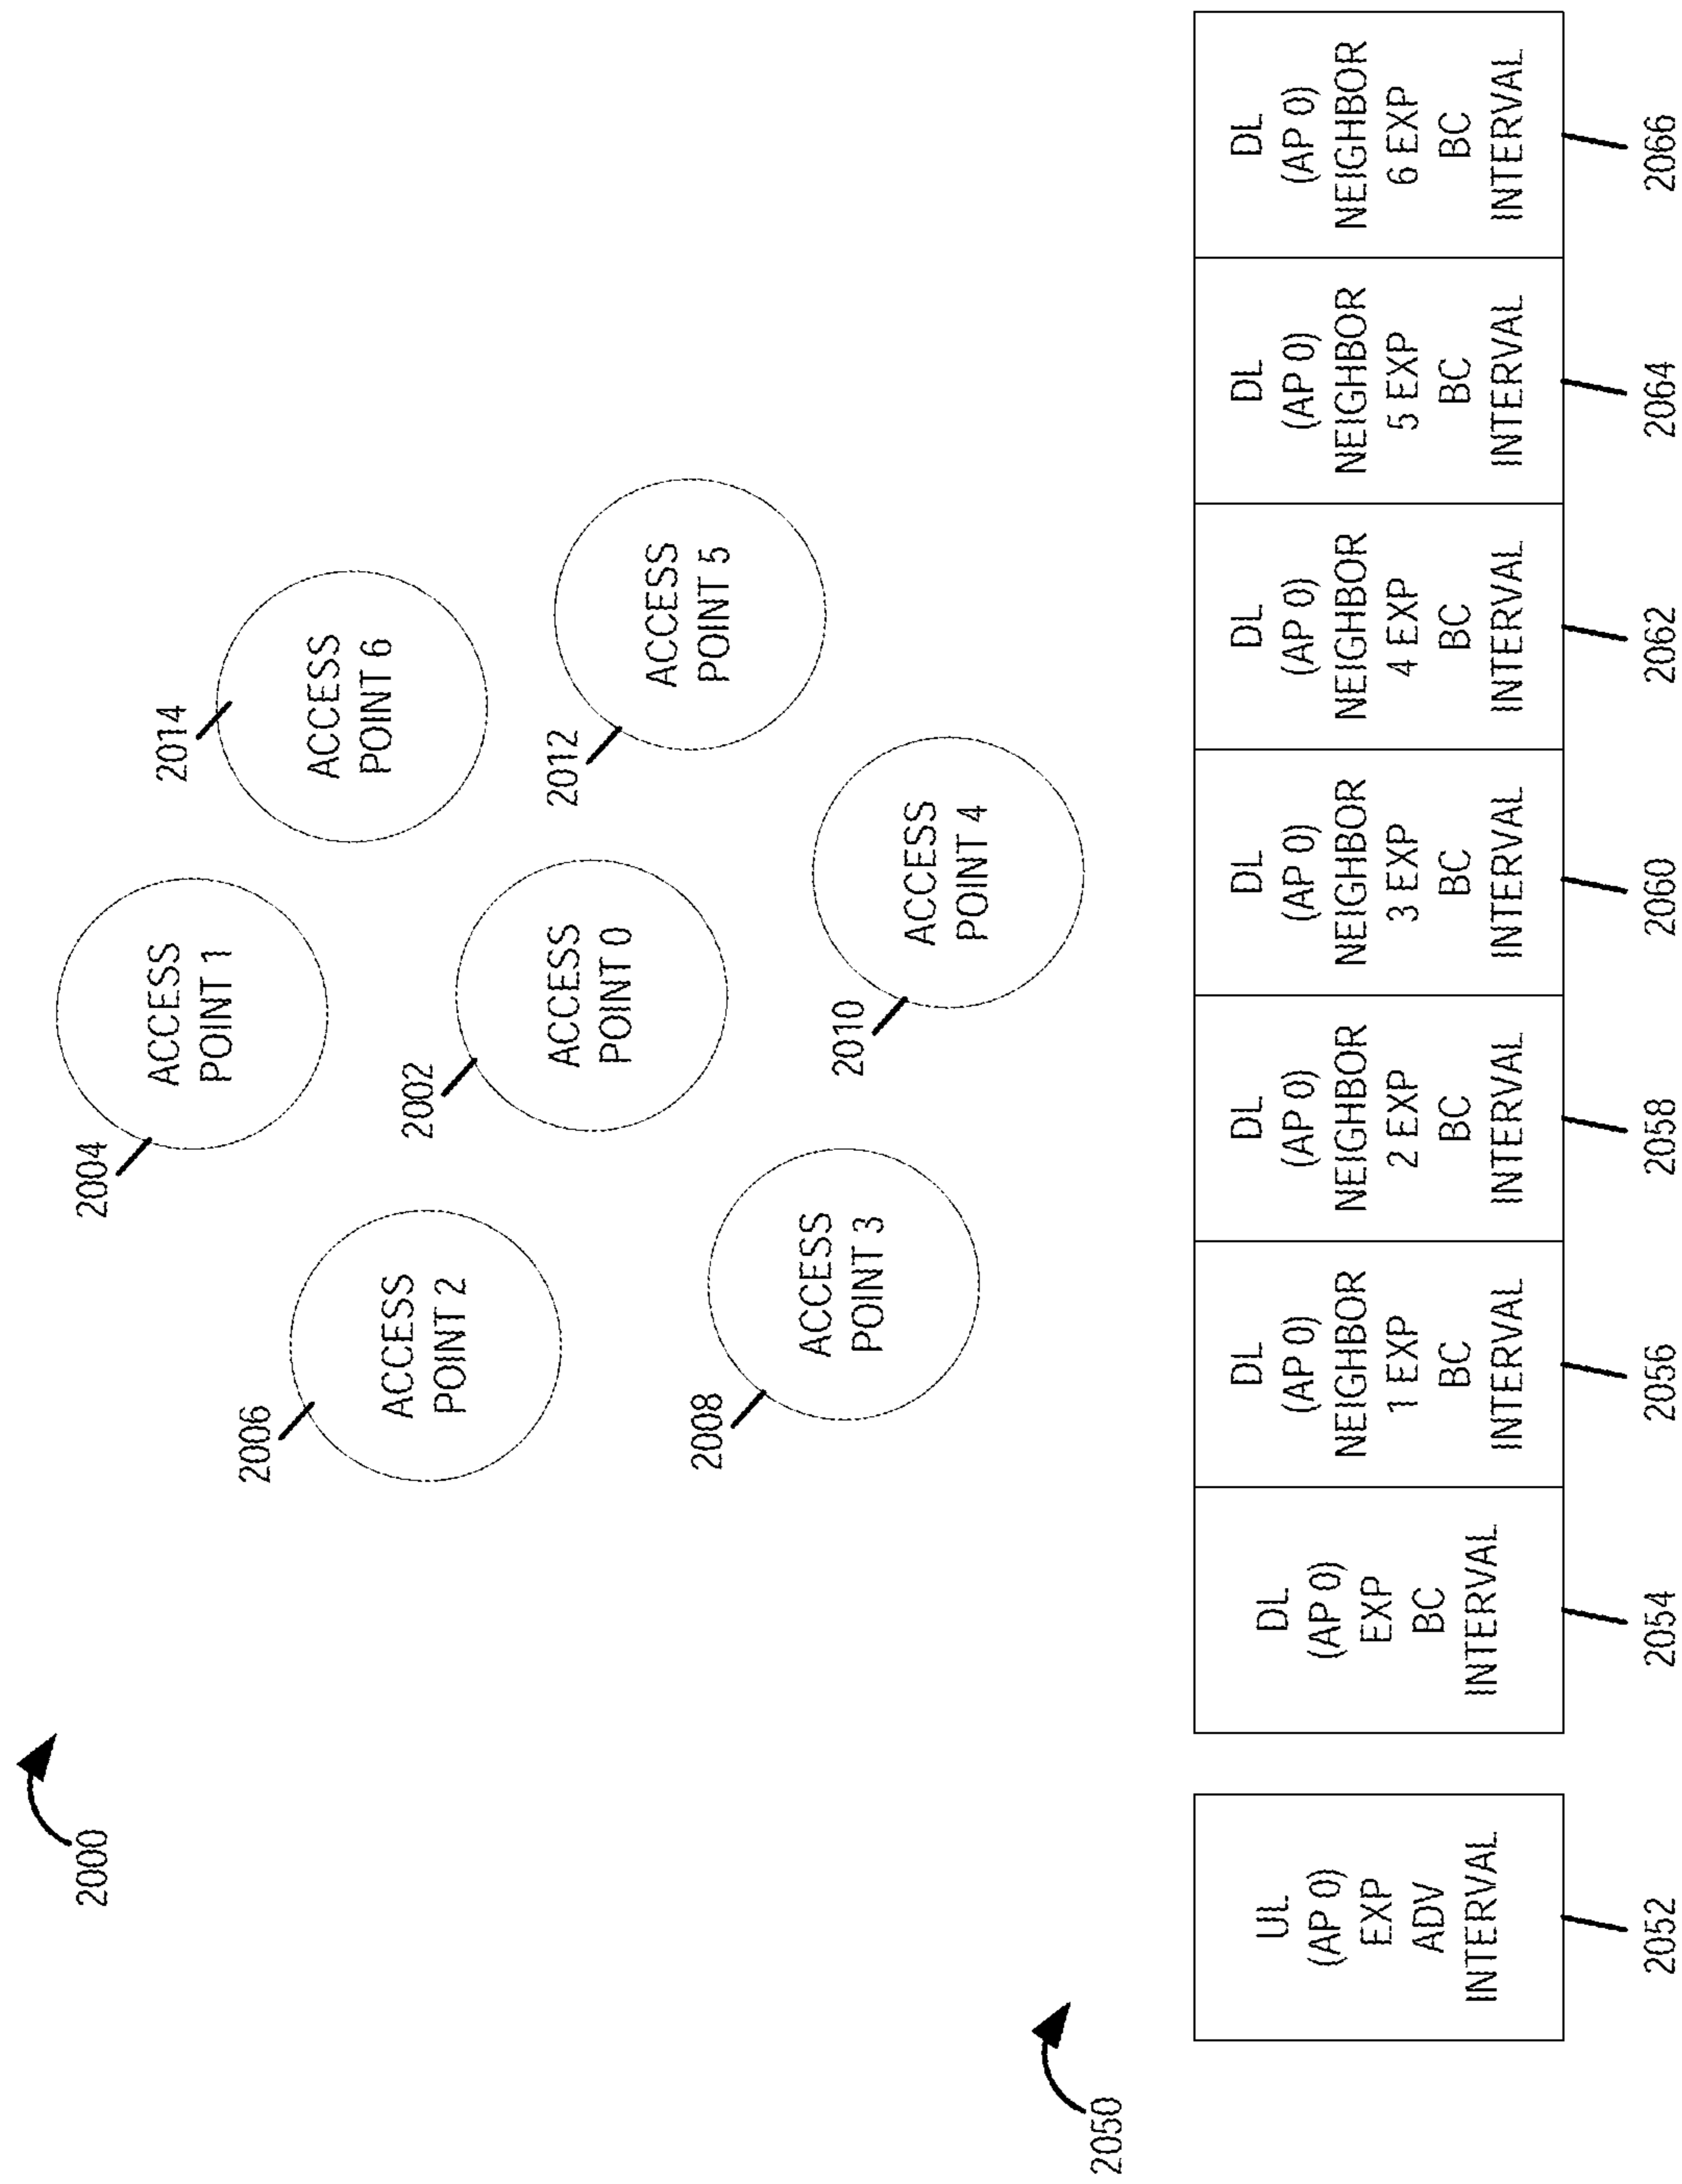 2000
2004
ACCESS
POINT 1
2014
ACCESS
POINT 6
2006
ACCESS
POINT 2
2002
ACCESS
POINT 0
2012
ACCESS
POINT 5
2008
ACCESS
POINT 3
2010
ACCESS
POINT 4
2050
UL
(AP 0)
EXP
ADV
INTERVAL
2052
DL
(AP 0)
EXP
BC
INTERVAL
2054
DL
(AP 0)
NEIGHBOR
1 EXP
BC
INTERVAL
2056
DL
(AP 0)
NEIGHBOR
2 EXP
BC
INTERVAL
2058
DL
(AP 0)
NEIGHBOR
3 EXP
BC
INTERVAL
2060
DL
(AP 0)
NEIGHBOR
4 EXP
BC
INTERVAL
2062
DL
(AP 0)
NEIGHBOR
5 EXP
BC
INTERVAL
2064
DL
(AP 0)
NEIGHBOR
6 EXP
BC
INTERVAL
2066